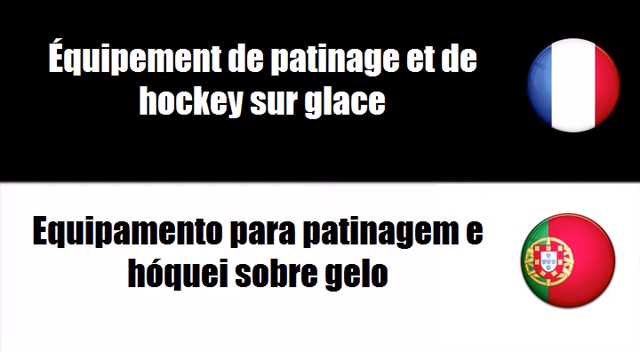 Équipement de patinage et de
hockey sur glace
Equipamento para patinagem e
hóquei sobre gelo